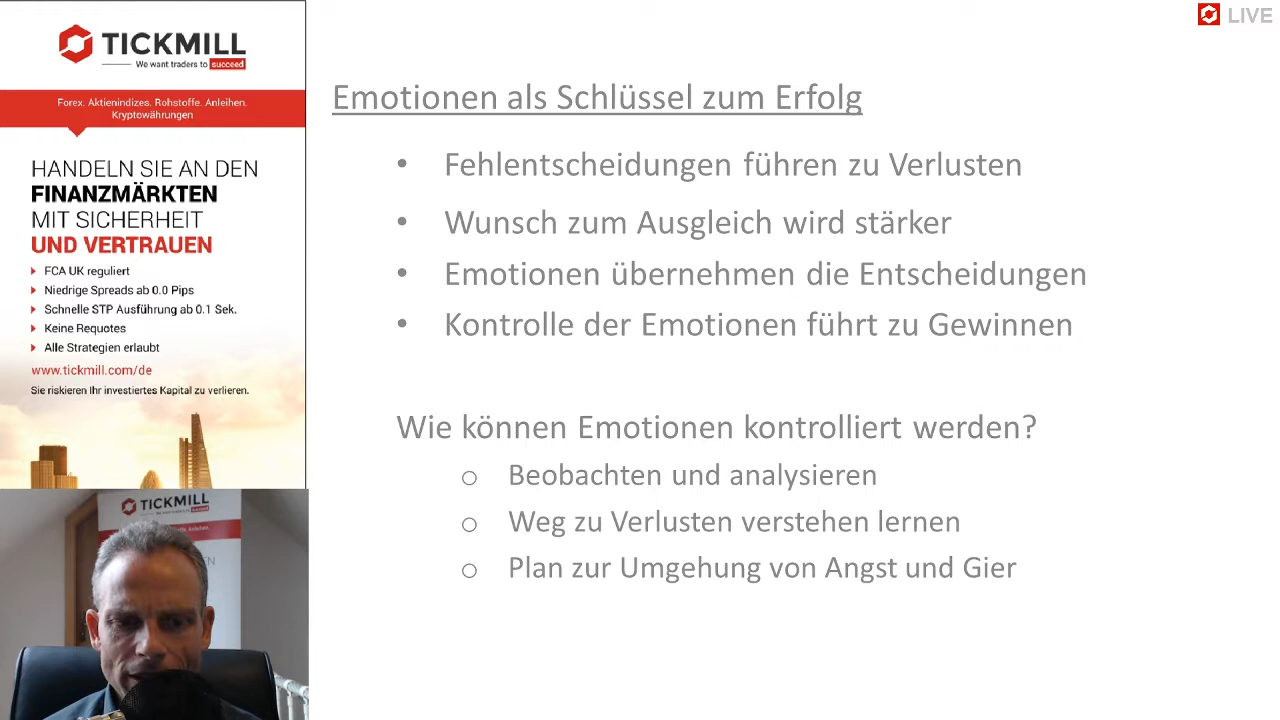 TICKMILL
We want traders to succeed
Forex. Aktienindizes. Rohstoffe. Anleihen.
Kryptowährungen
HANDELN SIE AN DEN
FINANZMÄRKTEN
MIT SICHERHEIT
UND VERTRAUEN
FCA UK reguliert
Niedrige Spreads ab 0.0 Pips
Schnelle STP Ausführung ab 0.1 Sek.
Keine Requotes
Alle Strategien erlaubt
www.tickmill.com/de
Sie riskieren Ihr investiertes Kapital zu verlieren.
TICKMILL
LIVE
Emotionen als Schlüssel zum Erfolg
• Fehlentscheidungen führen zu Verlusten
• Wunsch zum Ausgleich wird stärker
• Emotionen übernehmen die Entscheidungen
• Kontrolle der Emotionen führt zu Gewinnen
Wie können Emotionen kontrolliert werden?
o Beobachten und analysieren
o Weg zu Verlusten verstehen lernen
o Plan zur Umgehung von Angst und Gier